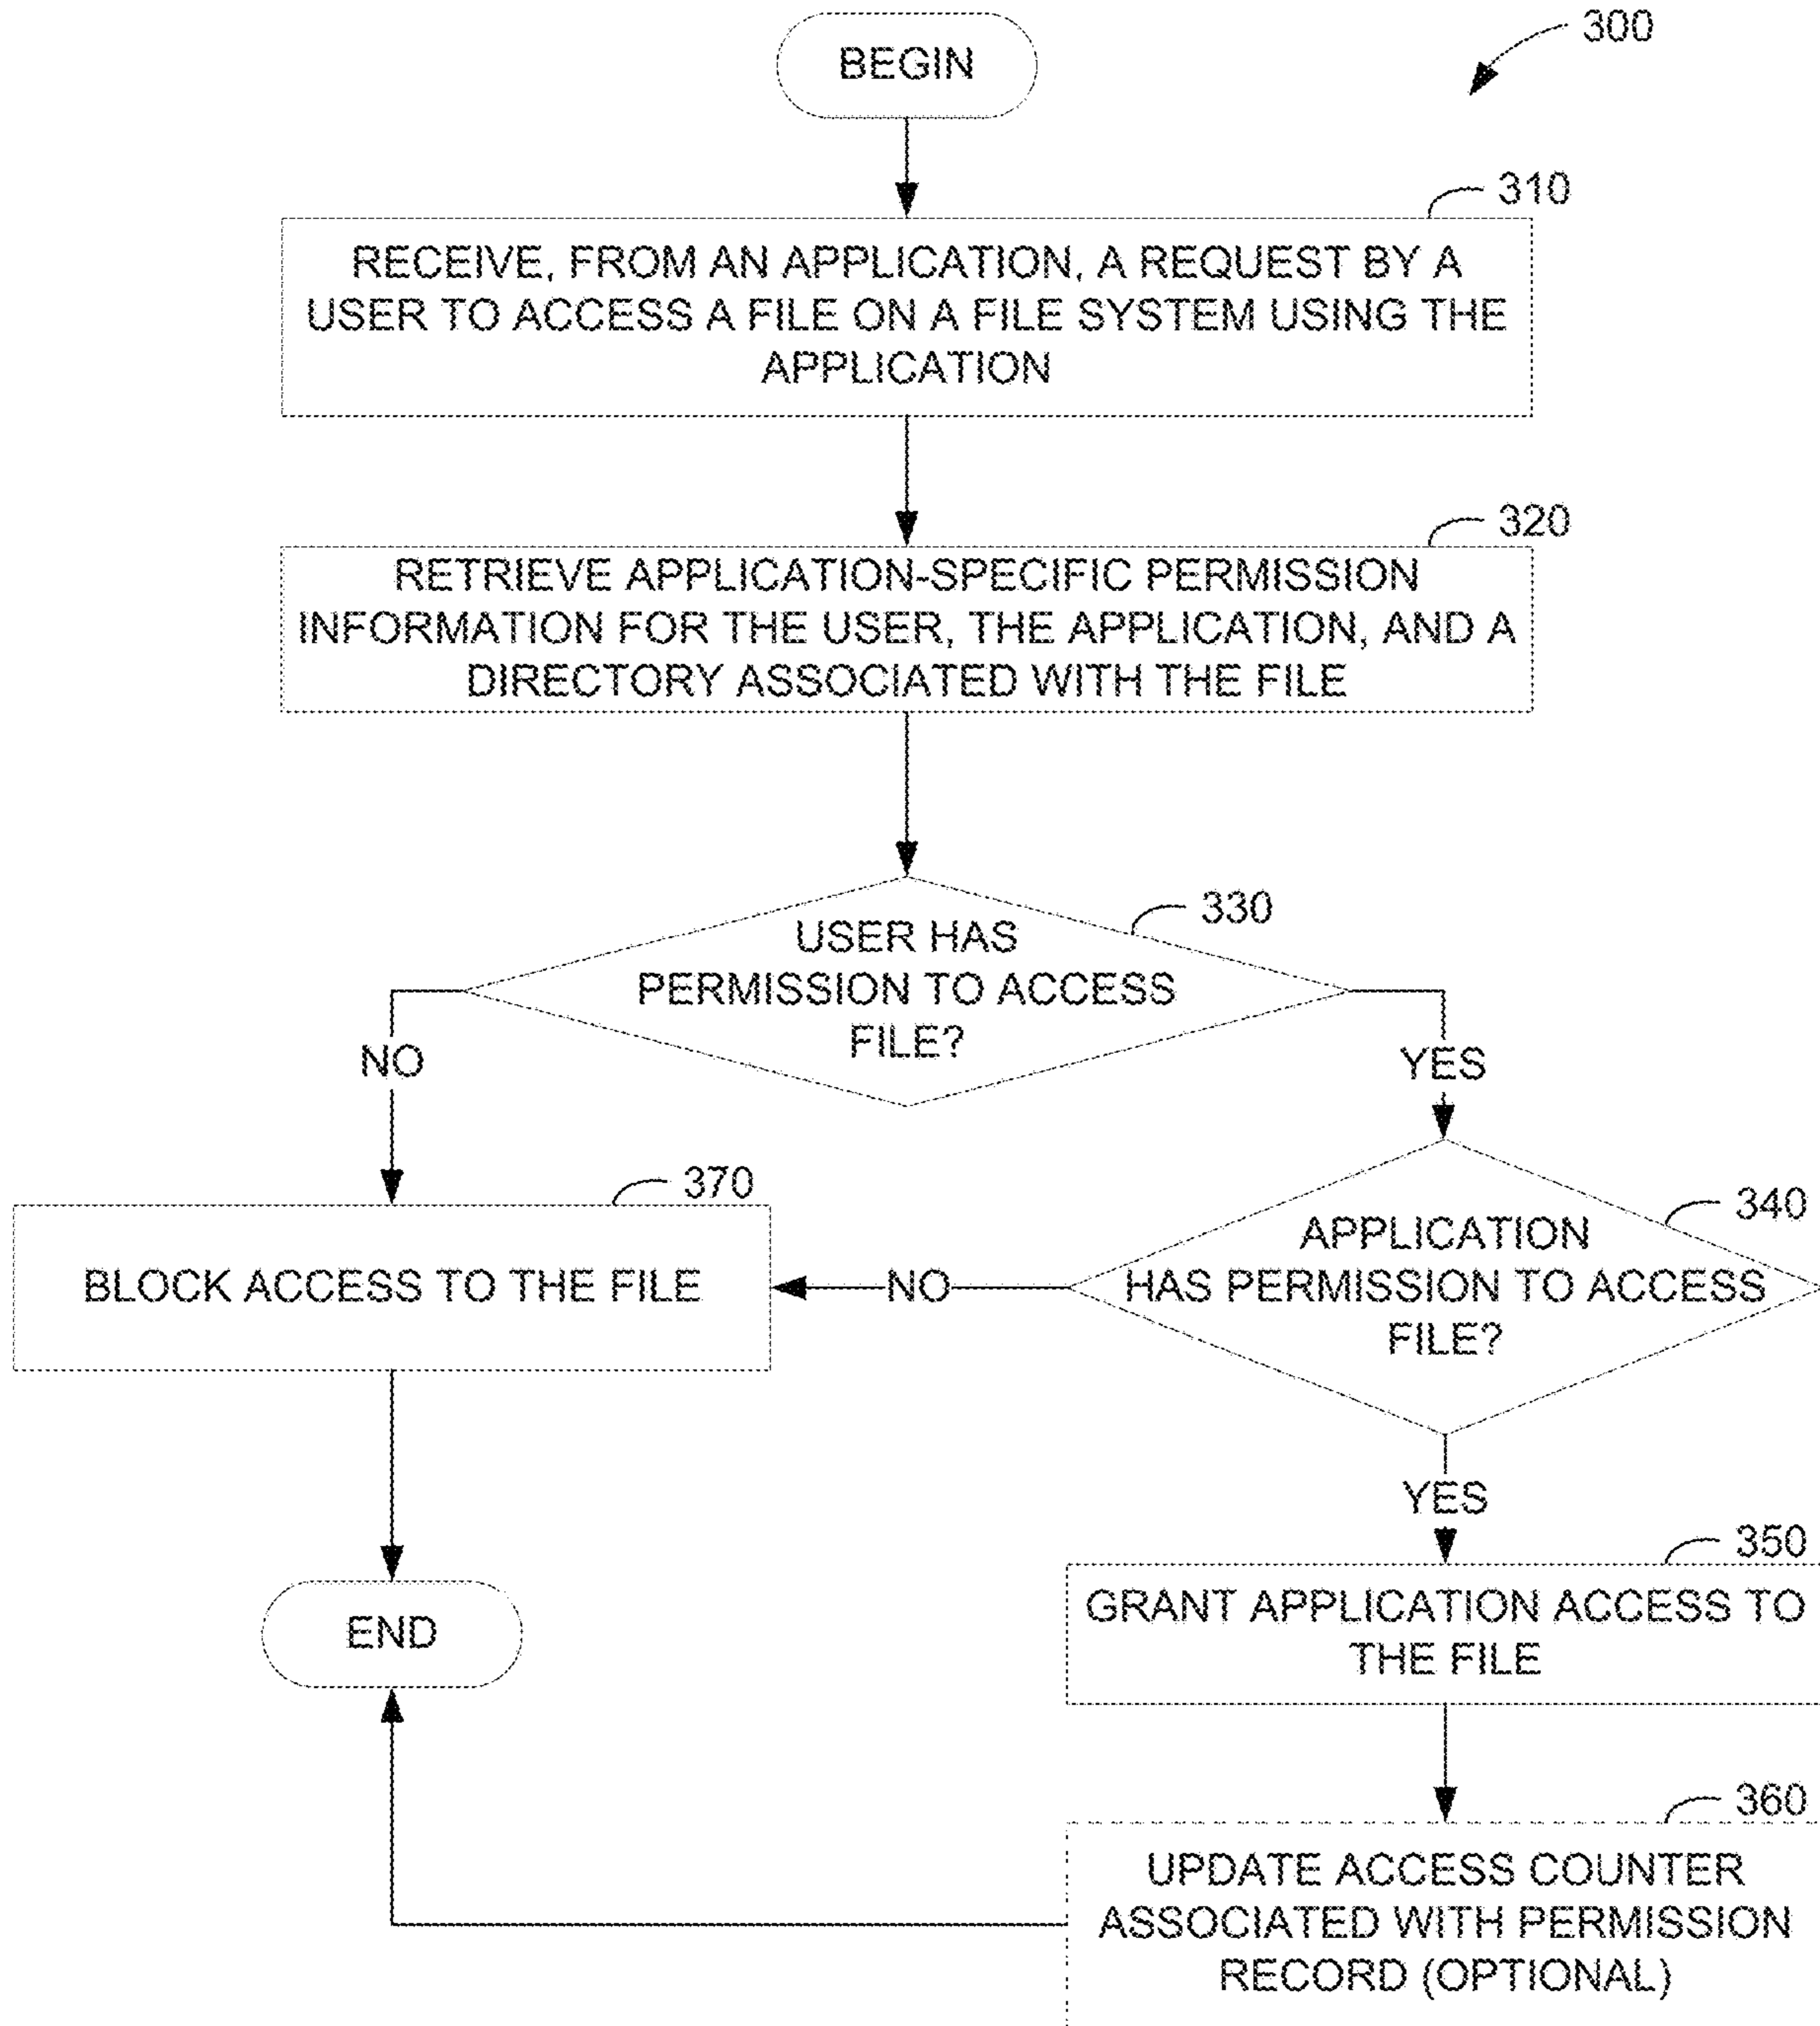 BEGIN
300
310
RECEIVE, FROM AN APPLICATION, A REQUEST BY A
USER TO ACCESS A FILE ON A FILE SYSTEM USING THE
APPLICATION
320
RETRIEVE APPLICATION-SPECIFIC PERMISSION
INFORMATION FOR THE USER, THE APPLICATION, AND A
DIRECTORY ASSOCIATED WITH THE FILE
330
USER HAS
PERMISSION TO ACCESS
FILE?
NO
YES
370
BLOCK ACCESS TO THE FILE
NO
340
APPLICATION
HAS PERMISSION TO ACCESS
FILE?
YES
350
GRANT APPLICATION ACCESS TO
THE FILE
END
360
UPDATE ACCESS COUNTER
ASSOCIATED WITH PERMISSION
RECORD (OPTIONAL)